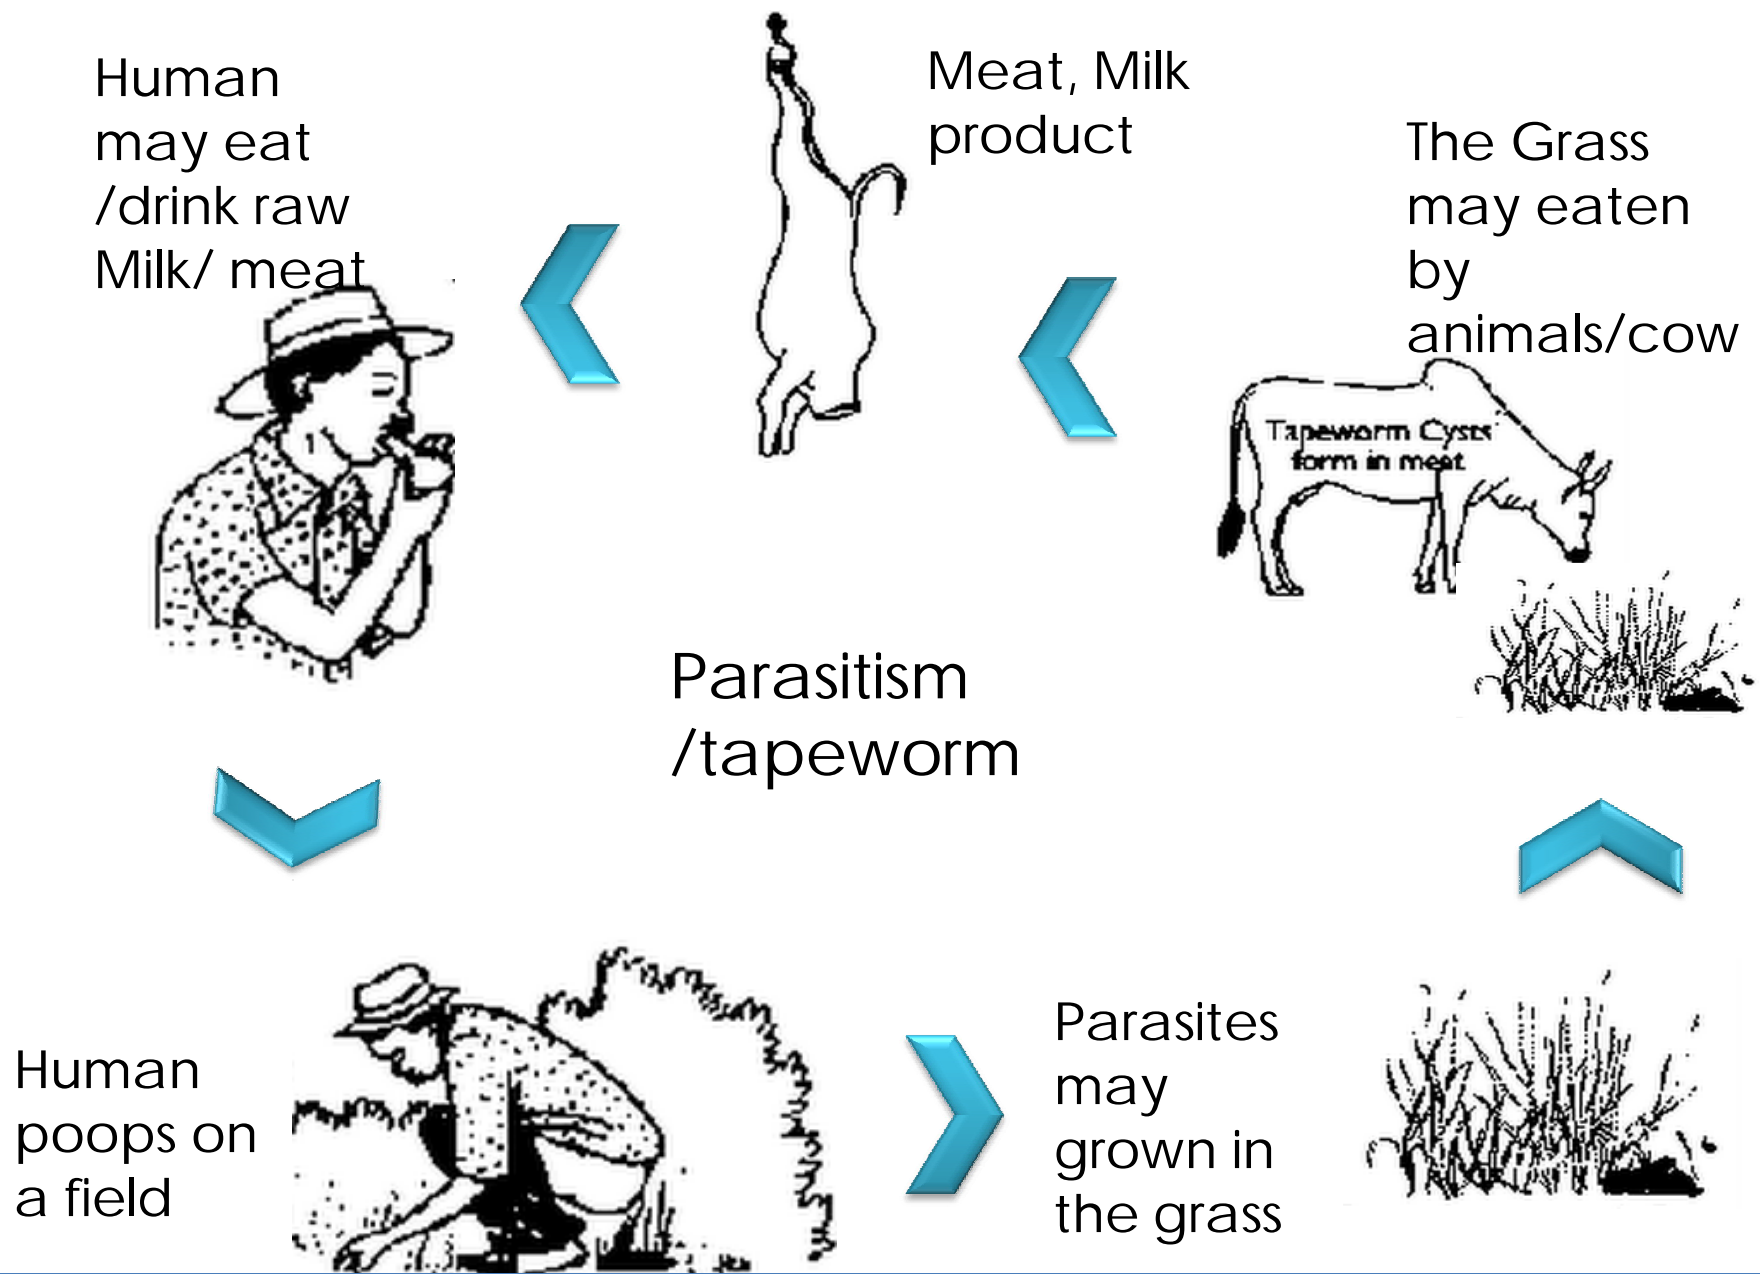 Human
may eat
/drink raw
Milk/ meat
Meat, Milk
product
The Grass
may eaten
by
animals/cow
Tapeworm Cysts
form in meat
Parasitism
/tapeworm
Human
poops on
a field
Parasites
may
grown in
the grass